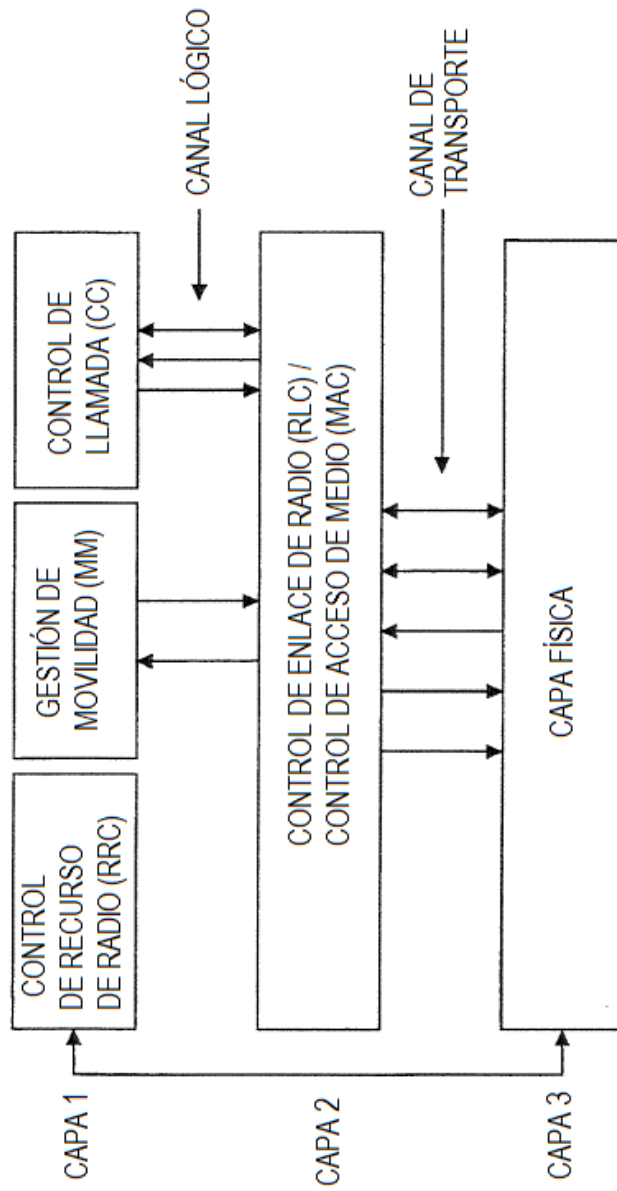 CAPA 1
CONTROL
DE RECURSO
DE RADIO (RRC)
GESTIÓN DE
MOVILIDAD (MM)
CONTROL DE
LLAMADA (CC)
CANAL LÓGICO
CAPA 2
CONTROL DE ENLACE DE RADIO (RLC) /
CONTROL DE ACCESO DE MEDIO (MAC)
CANAL DE
TRANSPORTE
CAPA 3
CAPA FÍSICA